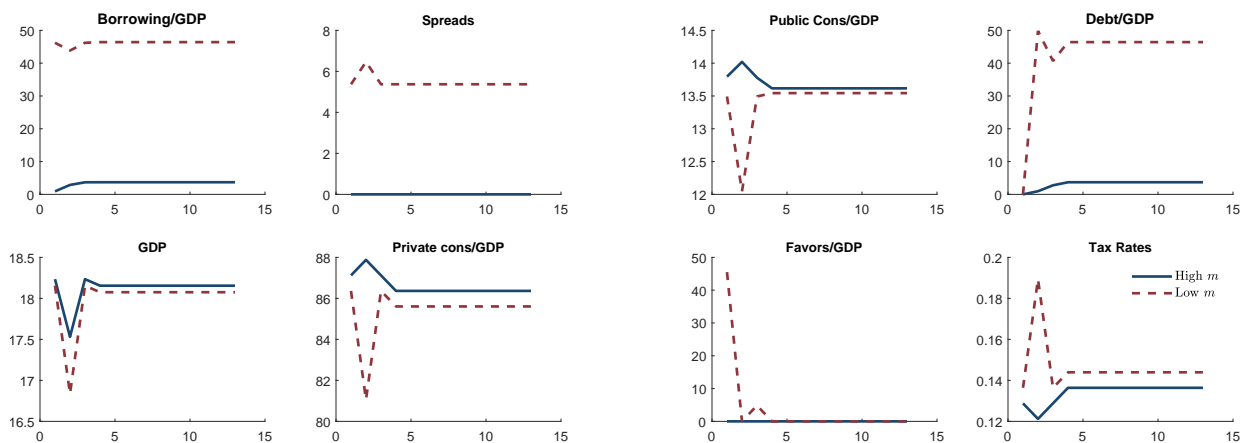 Borrowing/GDP
50
40
30
20
10
0
0 5 10 15
Spreads
8
6
4
2
0
0 5 10 15
Public Cons/GDP
14.5
14
13.5
13
12.5
12
0 5 10 15
Debt/GDP
50
40
30
20
10
0
0 5 10 15
GDP
18.5
18
17.5
17
16.5
0 5 10 15
Private cons/GDP
88
86
84
82
80
0 5 10 15
Favors/GDP
50
40
30
20
10
0
0 5 10 15
Tax Rates
0.2
0.18
0.16
0.14
0.12
0 5 10 15
High m
Low m